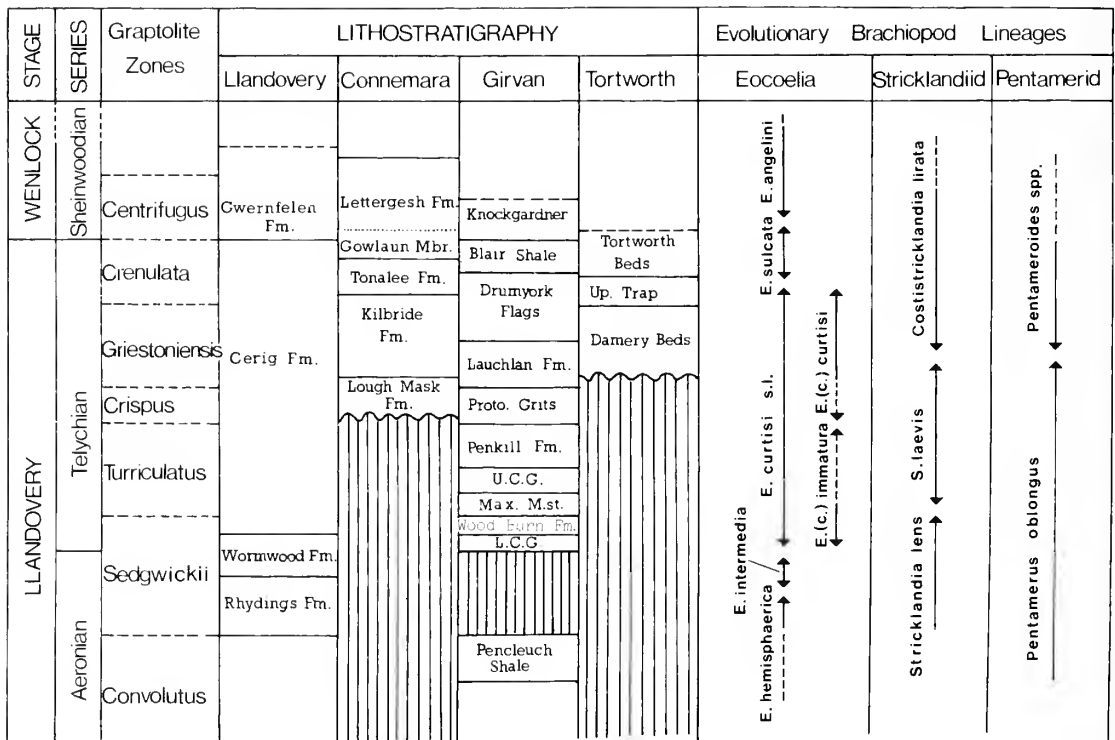 STAGE
SERIES
Graptolite Zones
LITHOSTRATIGRAPHY
Evolutionary Brachiopod Lineages
Llandovery
Connemara
Girvan
Tortworth
Eocoelia
Stricklandiid
Pentamerid
WENLOCK
LLANDOVERY
Sheinwoodian
Telychian
Aeronian
Centrifugus
Crenulata
Griestoniensis
Crispus
Turriculatus
Sedgwickii
Convolutus
Gwernfelen
Fm.
Cerig Fm.
Wormwood Fm.
Rhydings Fm.
Lettergesh Fm.
Gowlaun Mbr.
Tonalee Fm.
Kilbride
Fm.
Lough Mask
Fm.
Knockgardner
Blair Shale
Drumyork
Flags
Lauchlan Fm.
Proto. Grits
Penkill Fm.
U.C.G.
Max. M.st.
Wood Burn Fm.
L.C.G.
Pencleuch
Shale
Tortworth
Beds
Up. Trap
Damery Beds
E. angelini
E. sulcata
E. curtisi s.l.
E.(c.) curtisi
E.(c.) immatura
E. intermedia
E. hemisphaerica
Costistricklandia lirata
S. laevis
Stricklandia lens
Pentameroides spp.
Pentamerus oblongus